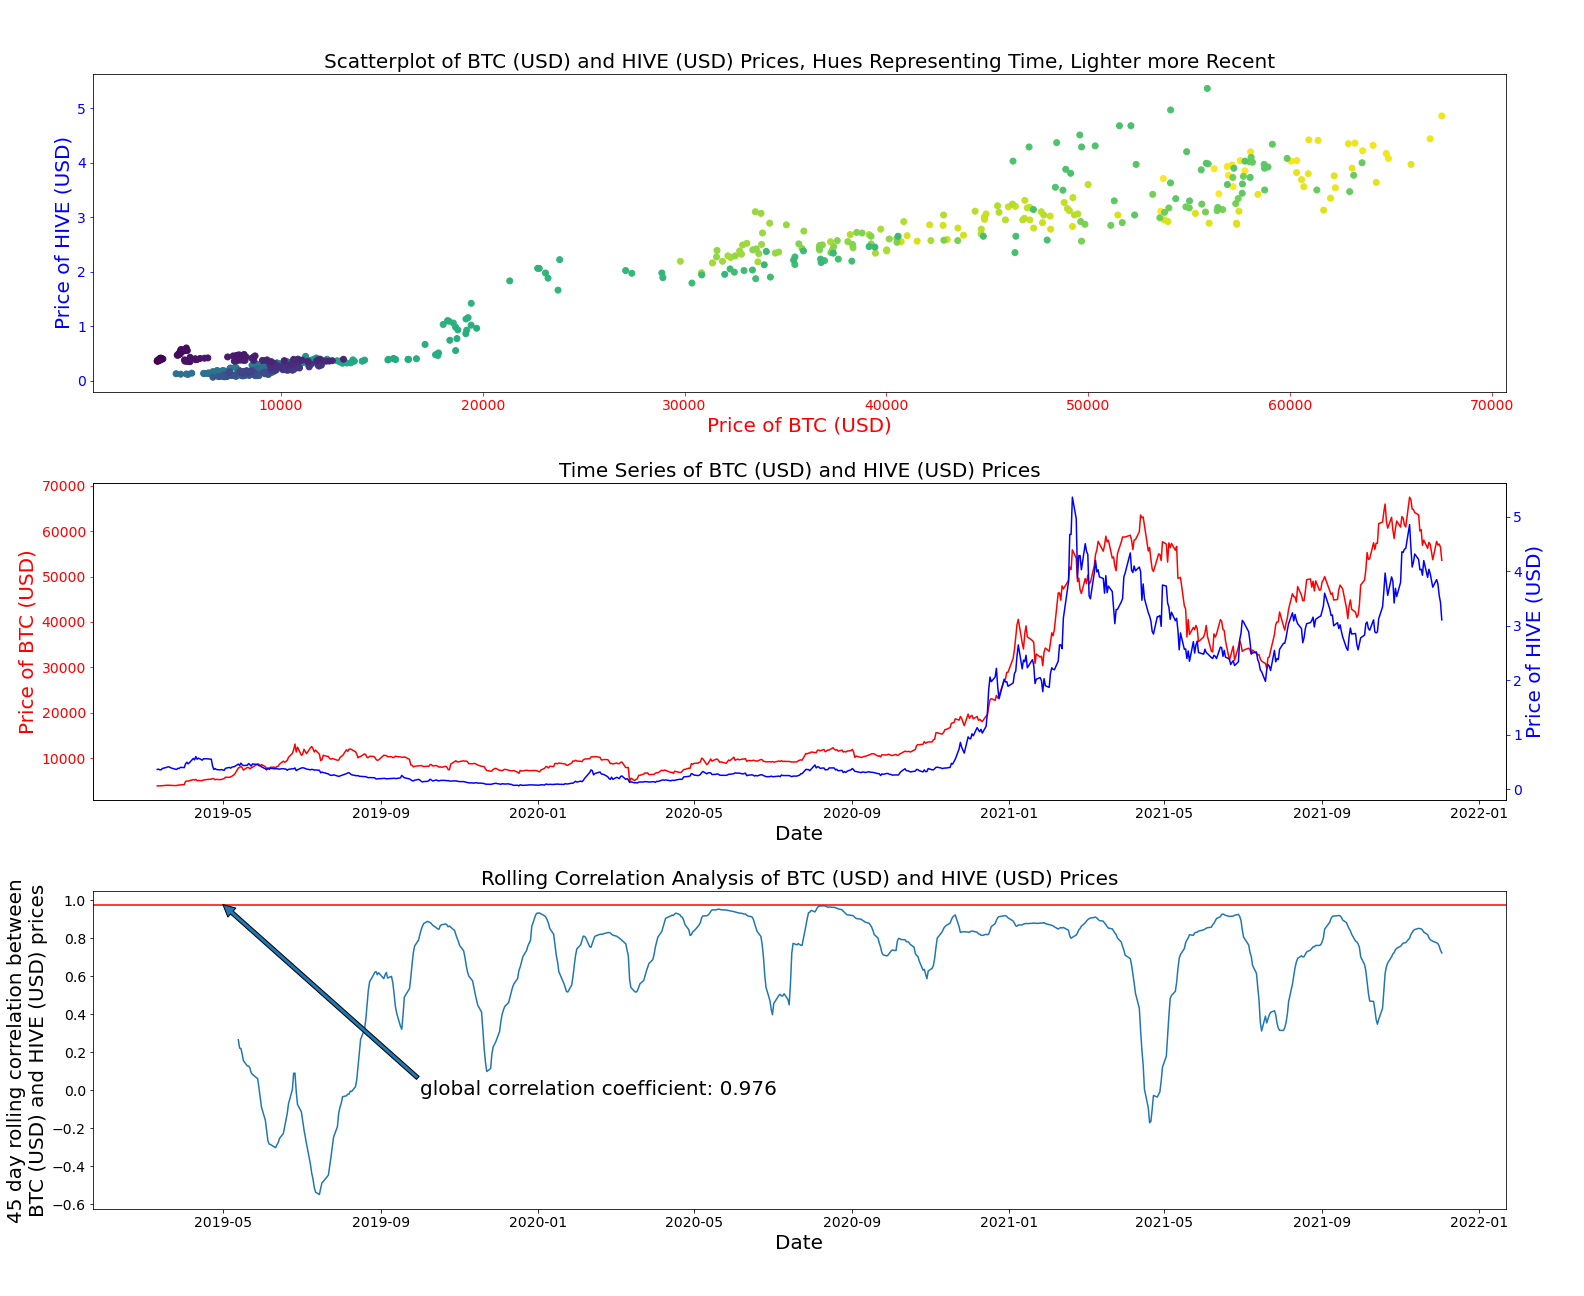 Scatterplot of BTC (USD) and HIVE (USD) Prices, Hues Representing Time, Lighter more Recent
Price of HIVE (USD)
5
4
3
2
1
0
10000 20000 30000 40000 50000 60000 70000
Price of BTC (USD)
Time Series of BTC (USD) and HIVE (USD) Prices
Price of BTC (USD)
70000
60000
50000
40000
30000
20000
10000
5
4
3
2
1
0
Price of HIVE (USD)
2019-05 2019-09 2020-01 2020-05 2020-09 2021-01 2021-05 2021-09 2022-01
Date
Rolling Correlation Analysis of BTC (USD) and HIVE (USD) Prices
45 day rolling correlation between
BTC (USD) and HIVE (USD) prices
1.0
0.8
0.6
0.4
0.2
0.0
−0.2
−0.4
−0.6
global correlation coefficient: 0.976
2019-05 2019-09 2020-01 2020-05 2020-09 2021-01 2021-05 2021-09 2022-01
Date